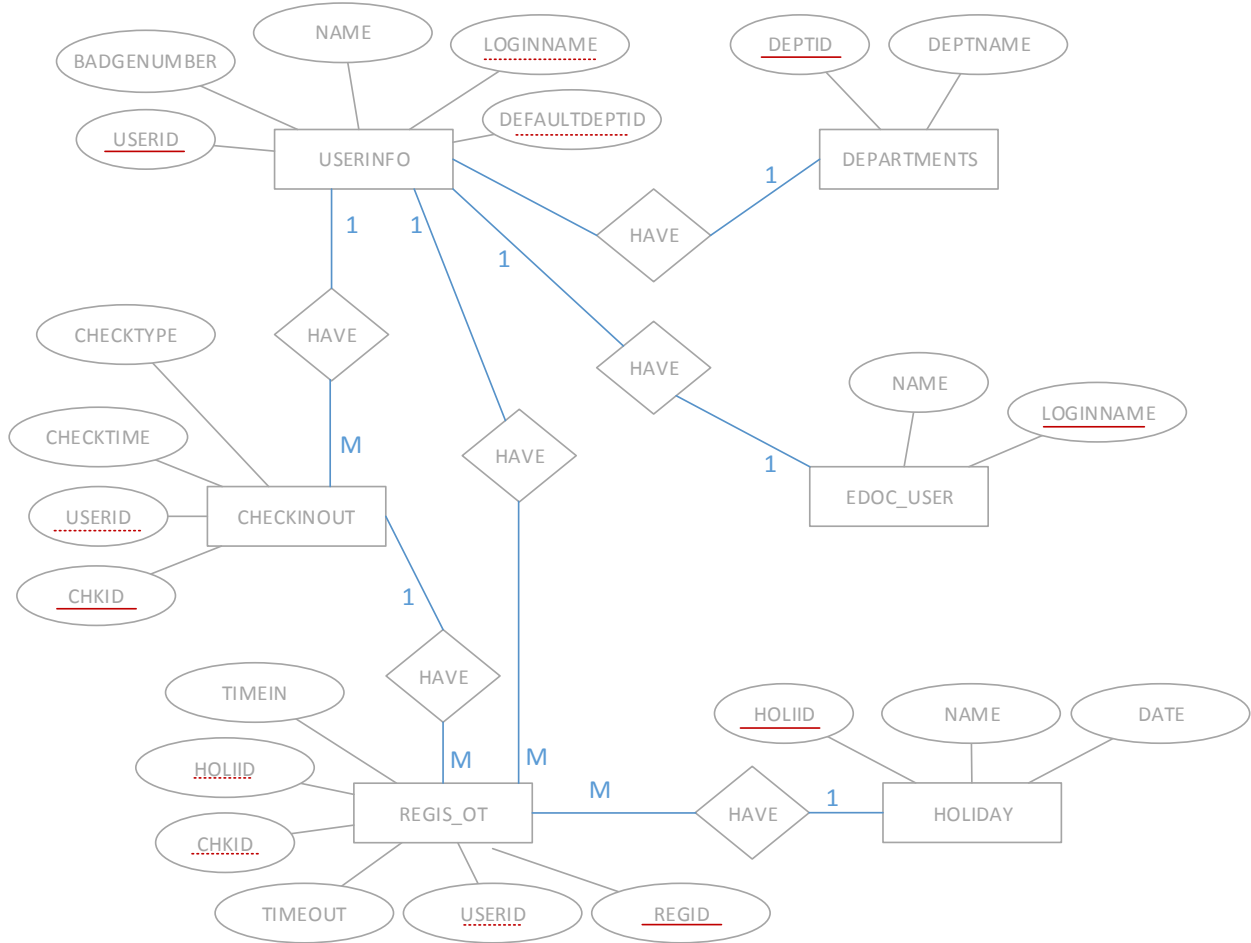 NAME
LOGINNAME
DEPTID
DEPTNAME
BADGENUMBER
DEFAULTDEPTID
USERID
USERINFO
DEPARTMENTS
1
1
1
HAVE
1
CHECKTYPE
HAVE
HAVE
NAME
LOGINNAME
CHECKTIME
M
HAVE
1
EDOC_USER
USERID
CHECKINOUT
CHKID
1
HAVE
TIMEIN
HOLIID
NAME
DATE
HOLIID
M
M
M
1
REGIS_OT
HAVE
HOLIDAY
CHKID
TIMEOUT
USERID
REGID